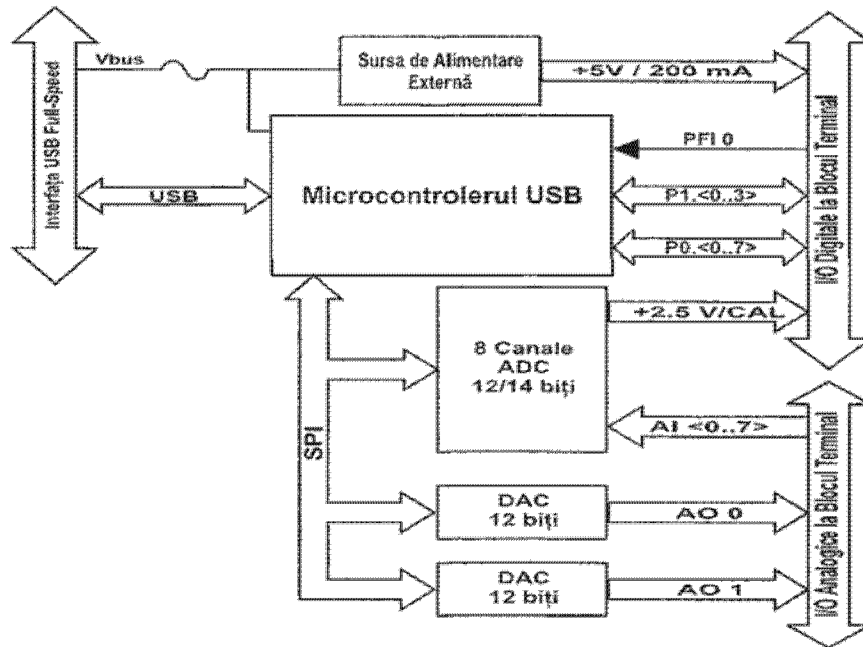 Vbus
Sursa de Alimentare
Externă
+5V / 200 mA
Interfața USB Full-Speed
USB
Microcontrolerul USB
PFI 0
P1.<0..3>
P0.<0..7>
I/O Digitale la Blocul Terminal
+2.5 V/CAL
8 Canale
ADC
12/14 biți
AI <0..7>
SPI
DAC
12 biți
AO 0
DAC
12 biți
AO 1
I/O Analogice la Blocul Terminal